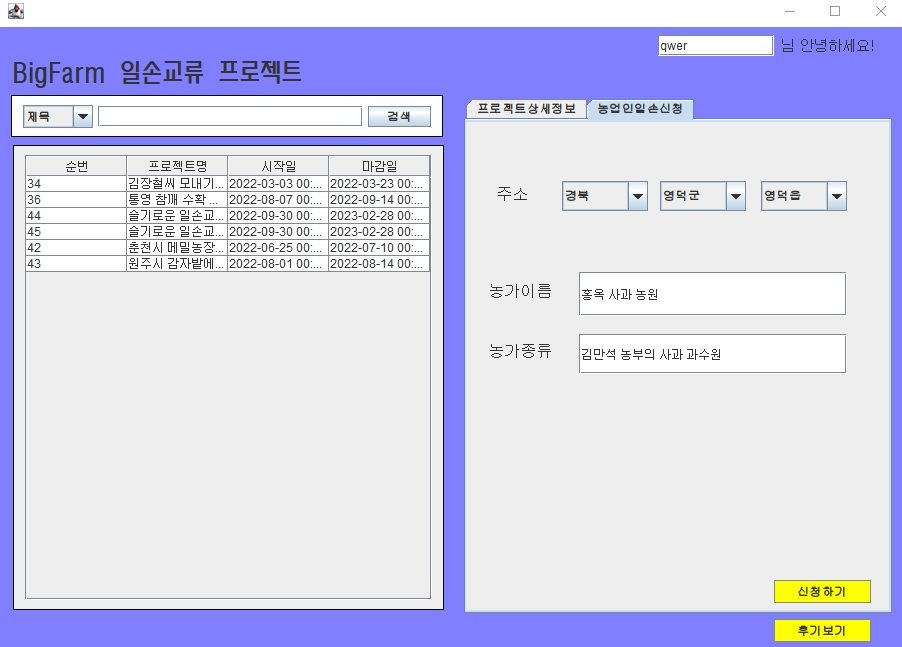 qwer 님 안녕하세요!
BigFarm 일손교류 프로젝트
제목 검색
프로젝트상세정보 농업인일손신청
순번 프로젝트명 시작일 마감일
34 김장철씨 모내기... 2022-03-03 00:... 2022-03-23 00:...
36 통영 참깨 수확 ... 2022-08-07 00:... 2022-09-14 00:...
44 슬기로운 일손교... 2022-09-30 00:... 2023-02-28 00:...
45 슬기로운 일손교... 2022-09-30 00:... 2023-02-28 00:...
42 춘천시 메밀농장... 2022-06-25 00:... 2022-07-10 00:...
43 원주시 감자밭에... 2022-08-01 00:... 2022-08-14 00:...
주소 경북 영덕군 영덕읍
농가이름 홍옥 사과 농원
농가종류 김만석 농부의 사과 과수원
신청하기
후기보기